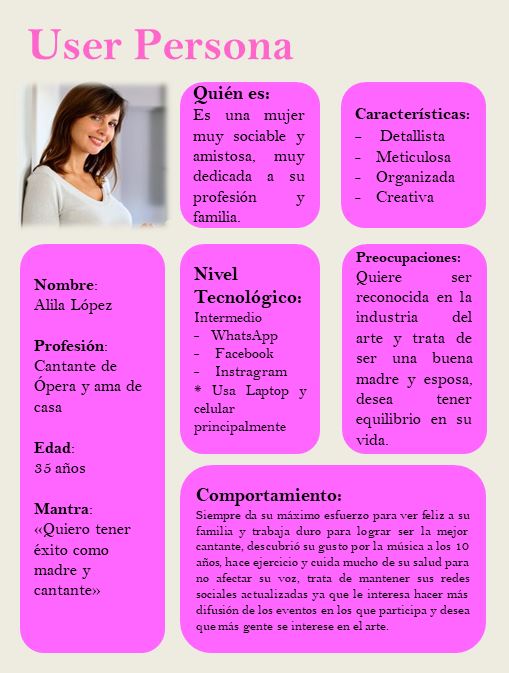 User Persona
Quién es:
Es una mujer
muy sociable y
amistosa, muy
dedicada a su
profesión y
familia.
Características:
- Detallista
- Meticulosa
- Organizada
- Creativa
Nombre:
Alila López
Profesión:
Cantante de
Ópera y ama de
casa
Edad:
35 años
Mantra:
«Quiero tener
éxito como
madre y
cantante»
Nivel
Tecnológico:
Intermedio
- WhatsApp
- Facebook
- Instragram
* Usa Laptop y
celular
principalmente
Preocupaciones:
Quiere ser
reconocida en la
industria del
arte y trata de
ser una buena
madre y esposa,
desea tener
equilibrio en su
vida.
Comportamiento:
Siempre da su máximo esfuerzo para ver feliz a su
familia y trabaja duro para lograr ser la mejor
cantante, descubrió su gusto por la música a los 10
años, hace ejercicio y cuida mucho de su salud para
no afectar su voz, trata de mantener sus redes
sociales actualizadas ya que le interesa hacer más
difusión de los eventos en los que participa y desea
que más gente se interese en el arte.